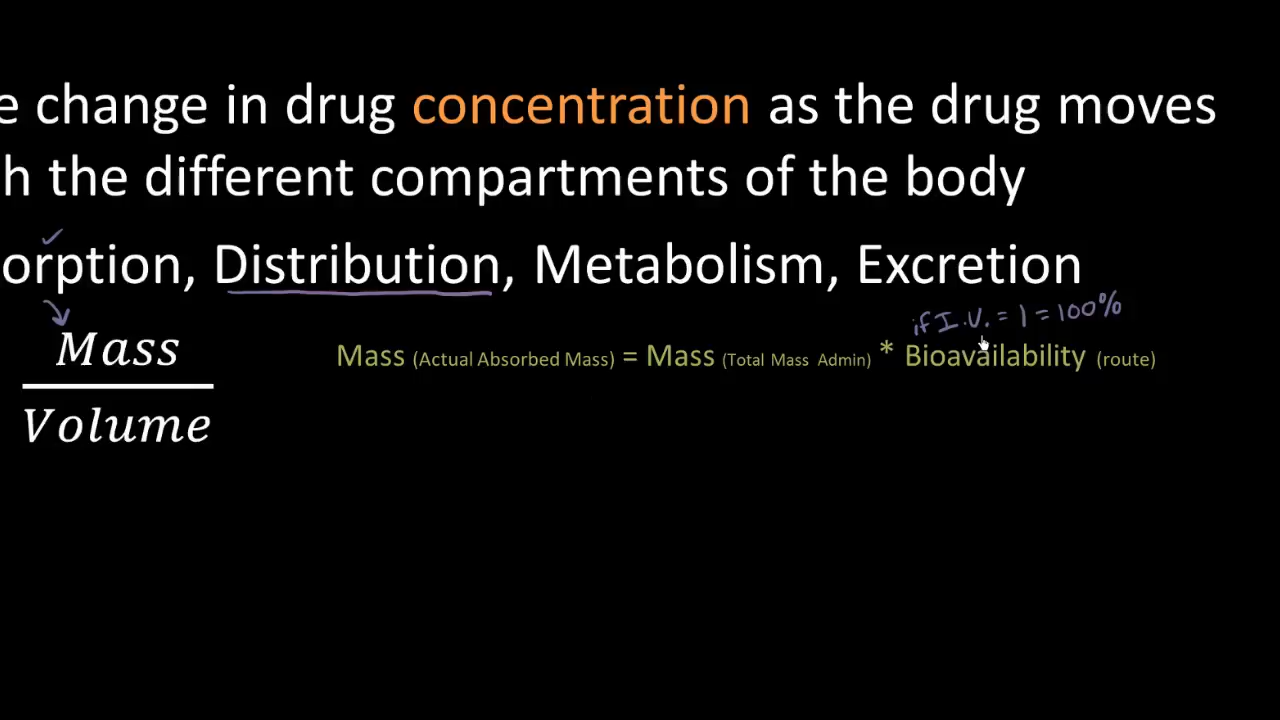 e change in drug concentration as the drug moves
h the different compartments of the body
orption, Distribution, Metabolism, Excretion
if I.V. = 1 = 100%
Mass
Mass (Actual Absorbed Mass) = Mass (Total Mass Admin) * Bioavailability (route)
Volume